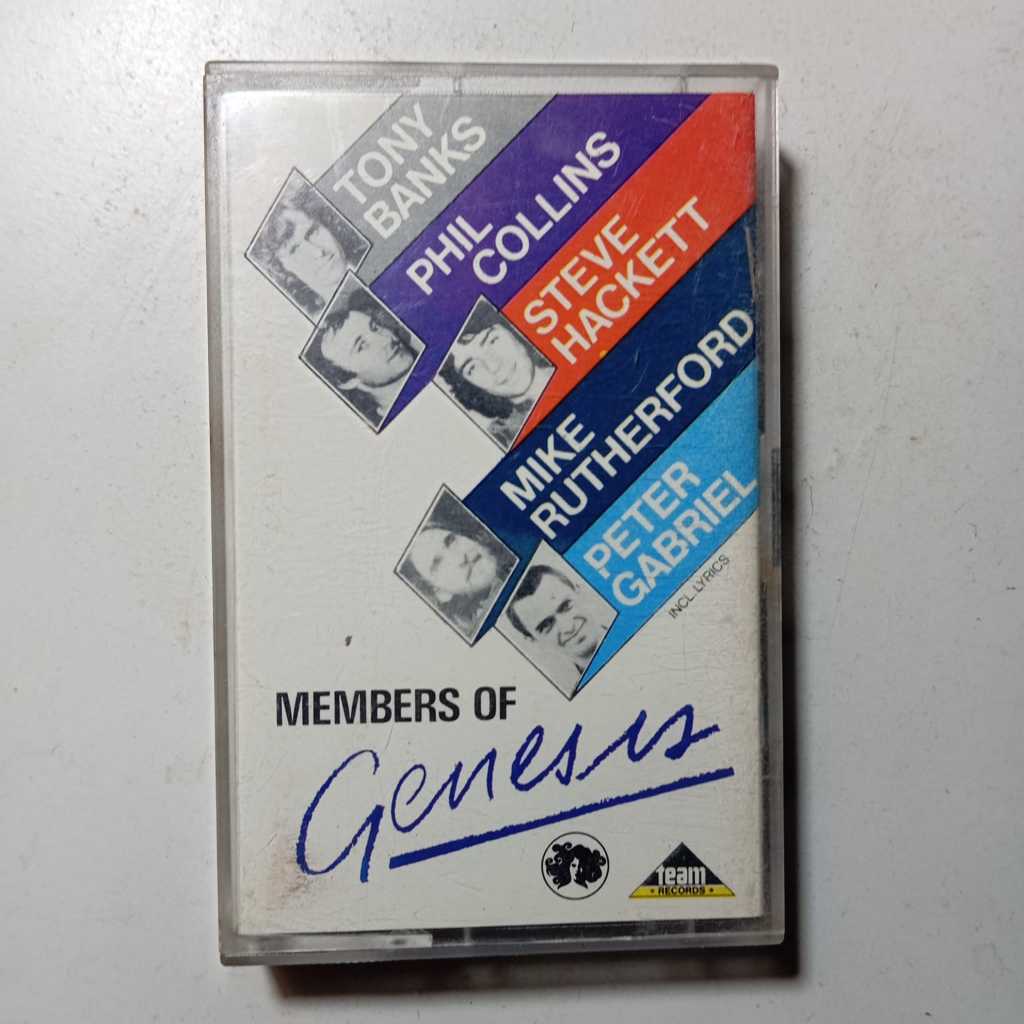 TONY
BANKS
PHIL
COLLINS
STEVE
HACKETT
MIKE
RUTHERFORD
PETER
GABRIEL
INCL. LYRICS
MEMBERS OF
Genesis
team
• RECORDS •